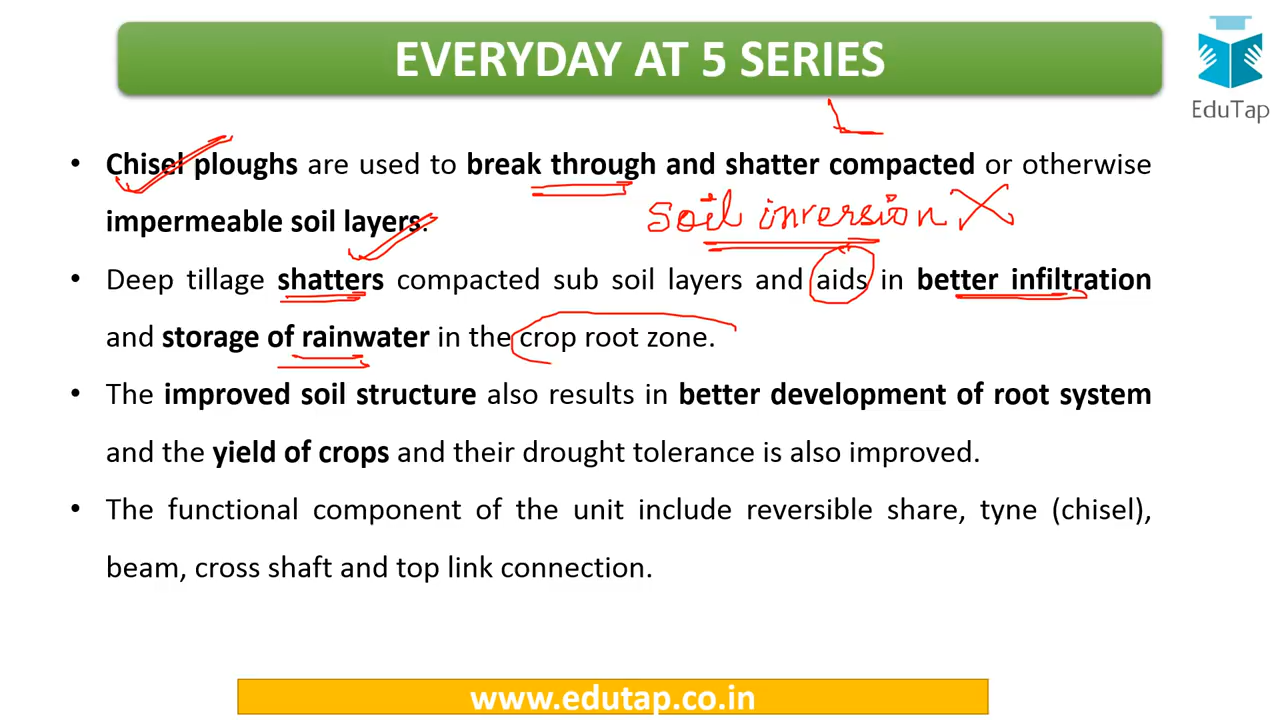 EVERYDAY AT 5 SERIES
EduTap
• Chisel ploughs are used to break through and shatter compacted or otherwise
soil inversion X
impermeable soil layers.
• Deep tillage shatters compacted sub soil layers and aids in better infiltration
and storage of rainwater in the crop root zone.
• The improved soil structure also results in better development of root system
and the yield of crops and their drought tolerance is also improved.
• The functional component of the unit include reversible share, tyne (chisel),
beam, cross shaft and top link connection.
www.edutap.co.in